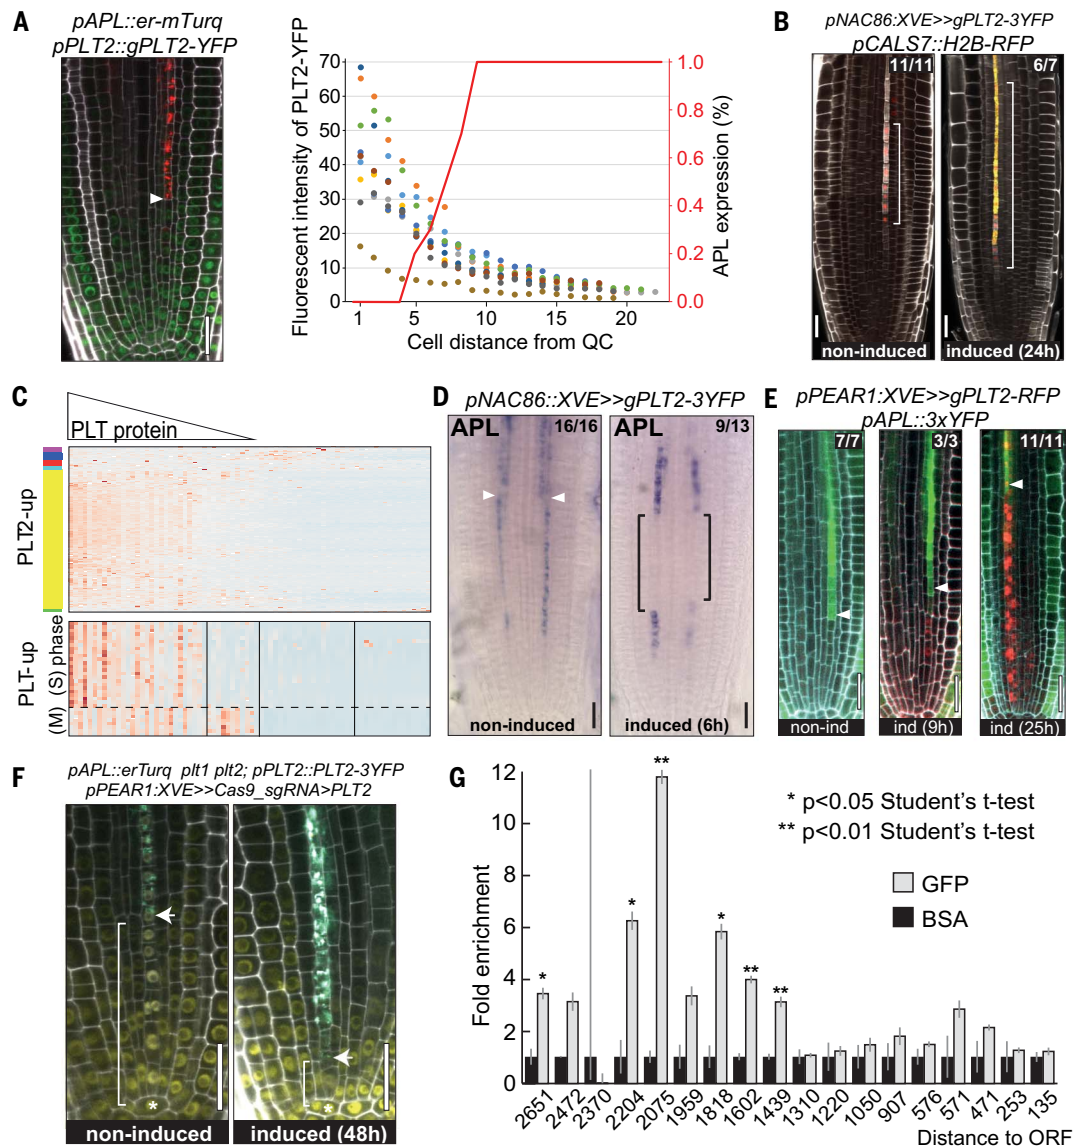 A
pAPL::er-mTurq
pPLT2::gPLT2-YFP
Fluorescent intensity of PLT2-YFP
70
60
50
40
30
20
10
0
1
5
10
15
20
Cell distance from QC
1.0
0.8
0.6
0.4
0.2
0.0
APL expression (%)
B
pNAC86:XVE>>gPLT2-3YFP
pCALS7::H2B-RFP
11/11
6/7
non-induced
induced (24h)
C
PLT protein
PLT2-up
PLT-up
(M) (S) phase
D
pNAC86::XVE>>gPLT2-3YFP
APL
16/16
APL
9/13
non-induced
induced (6h)
E
pPEAR1:XVE>>gPLT2-RFP
pAPL::3xYFP
7/7
3/3
11/11
non-ind
ind (9h)
ind (25h)
F
pAPL::erTurq plt1 plt2; pPLT2::PLT2-3YFP
pPEAR1:XVE>>Cas9_sgRNA>PLT2
*
*
non-induced
induced (48h)
G
Fold enrichment
12
10
8
6
4
2
0
*
*
**
*
**
**
* p<0.05 Student's t-test
** p<0.01 Student's t-test
GFP
BSA
2651
2472
2370
2204
2075
1959
1818
1602
1439
1310
1220
1050
907
576
571
471
253
135
Distance to ORF